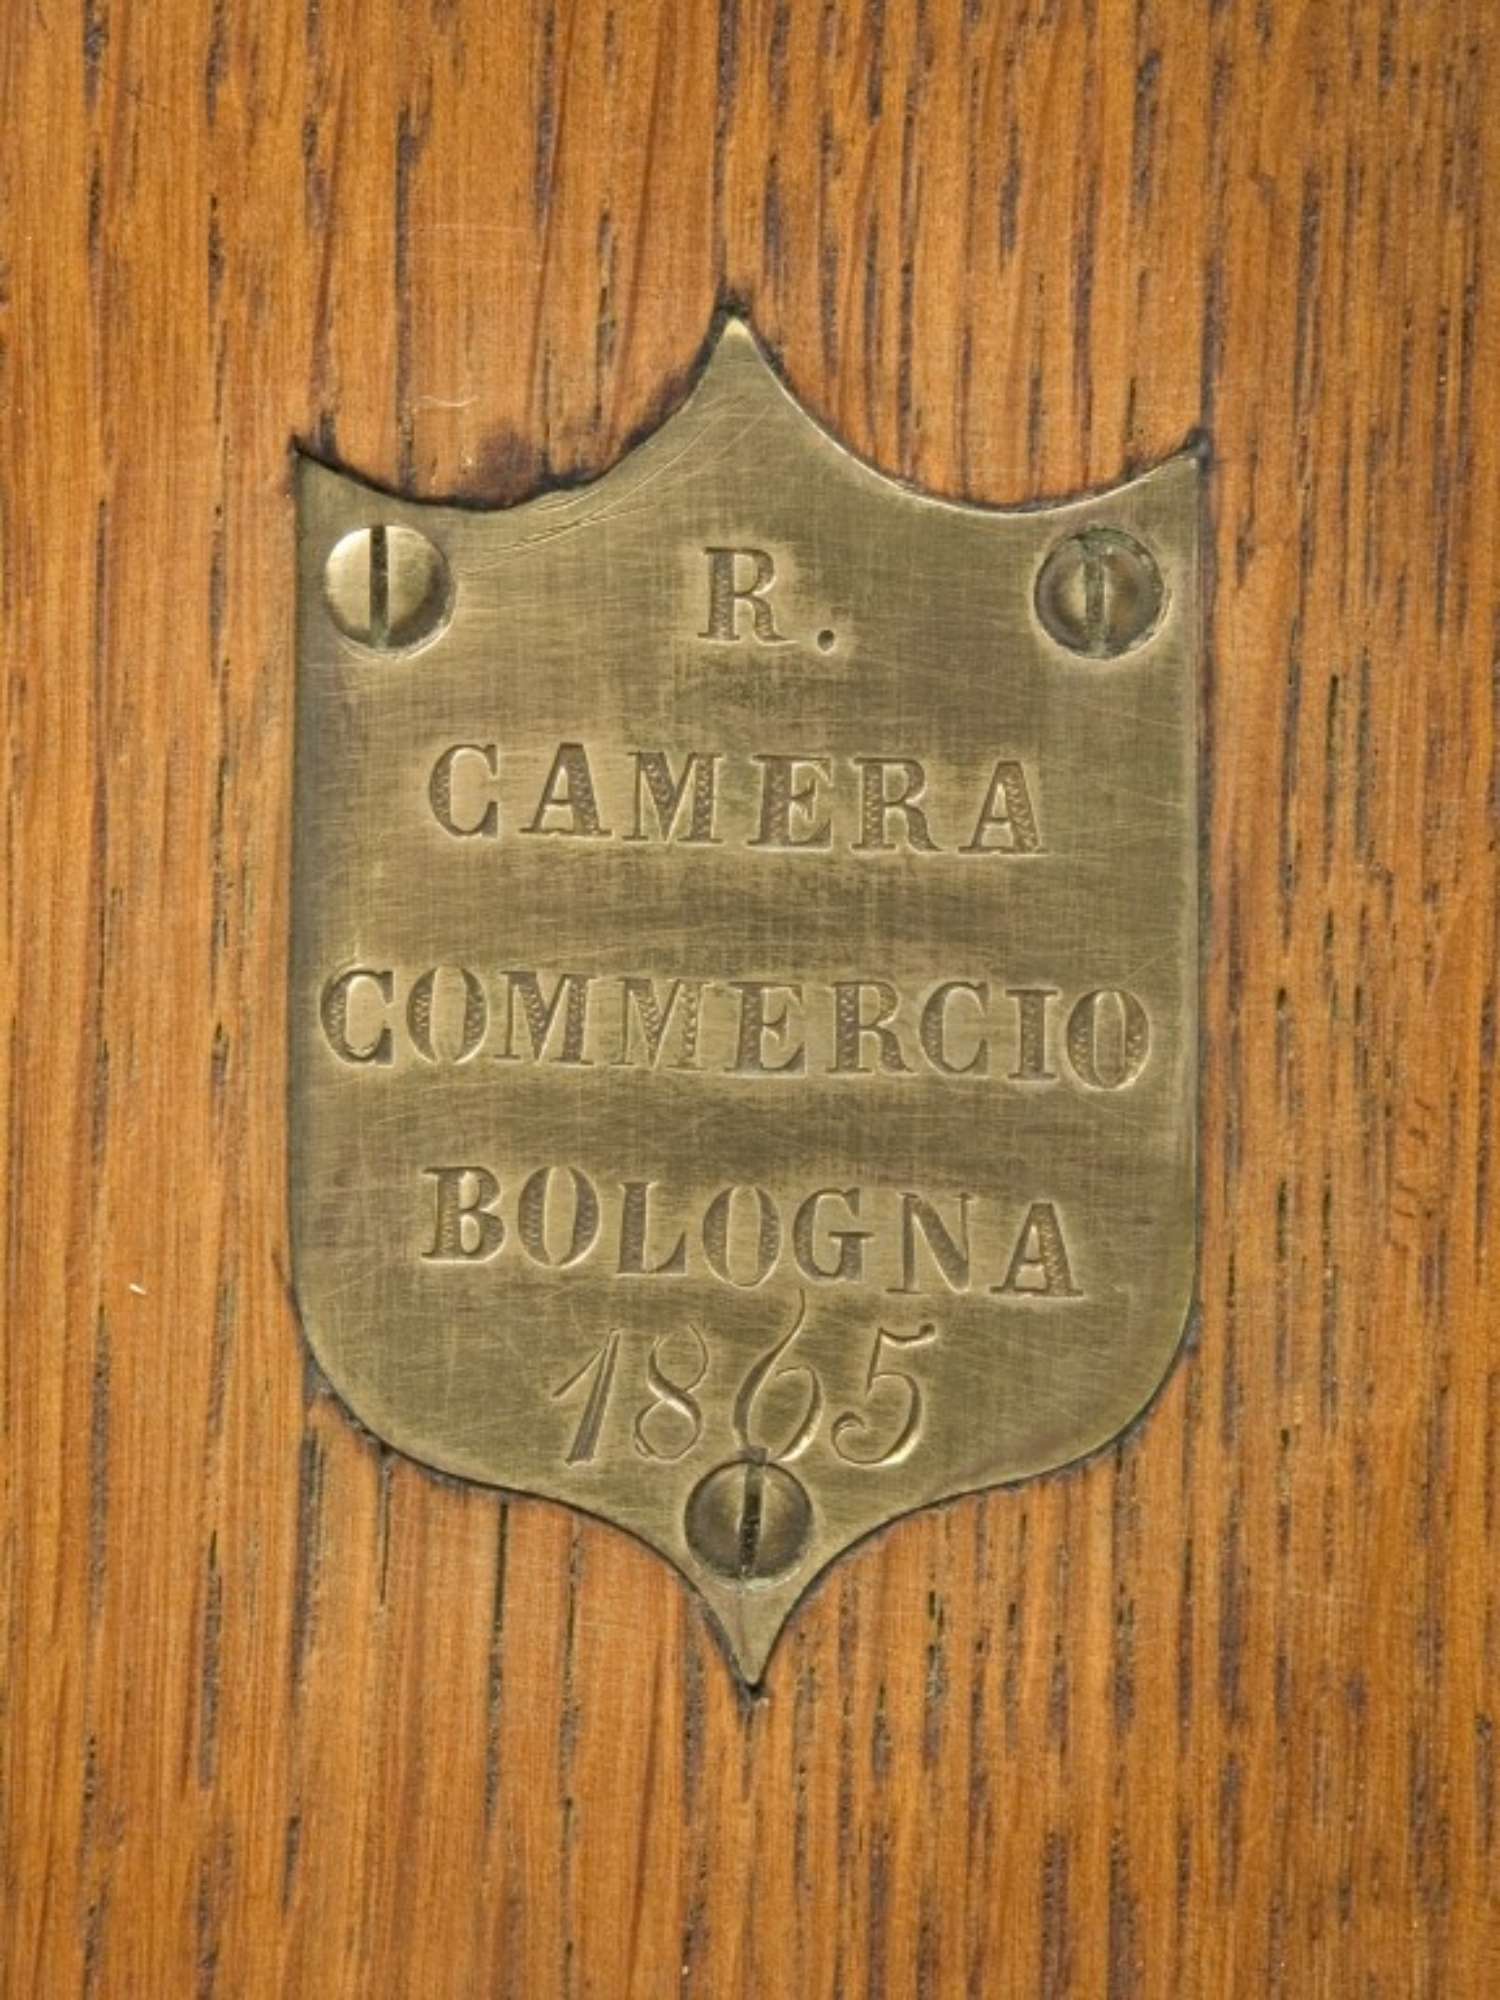 R.
CAMERA
COMMERCIO
BOLOGNA
1865